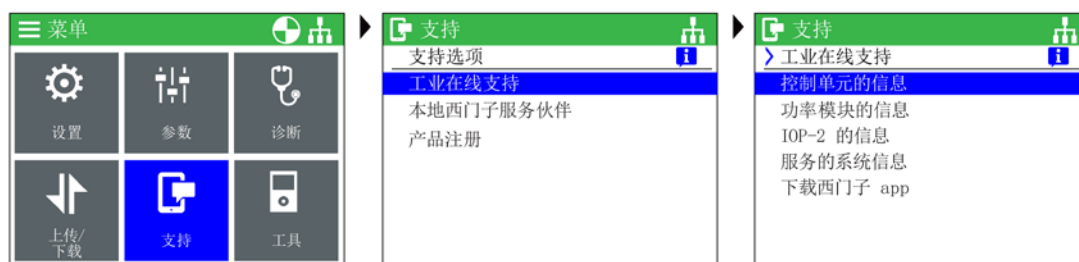 菜单
设置
参数
诊断
上传/
下载
支持
工具
支持
支持选项
工业在线支持
本地西门子服务伙伴
产品注册
支持
工业在线支持
控制单元的信息
功率模块的信息
IOP-2 的信息
服务的系统信息
下载西门子 app